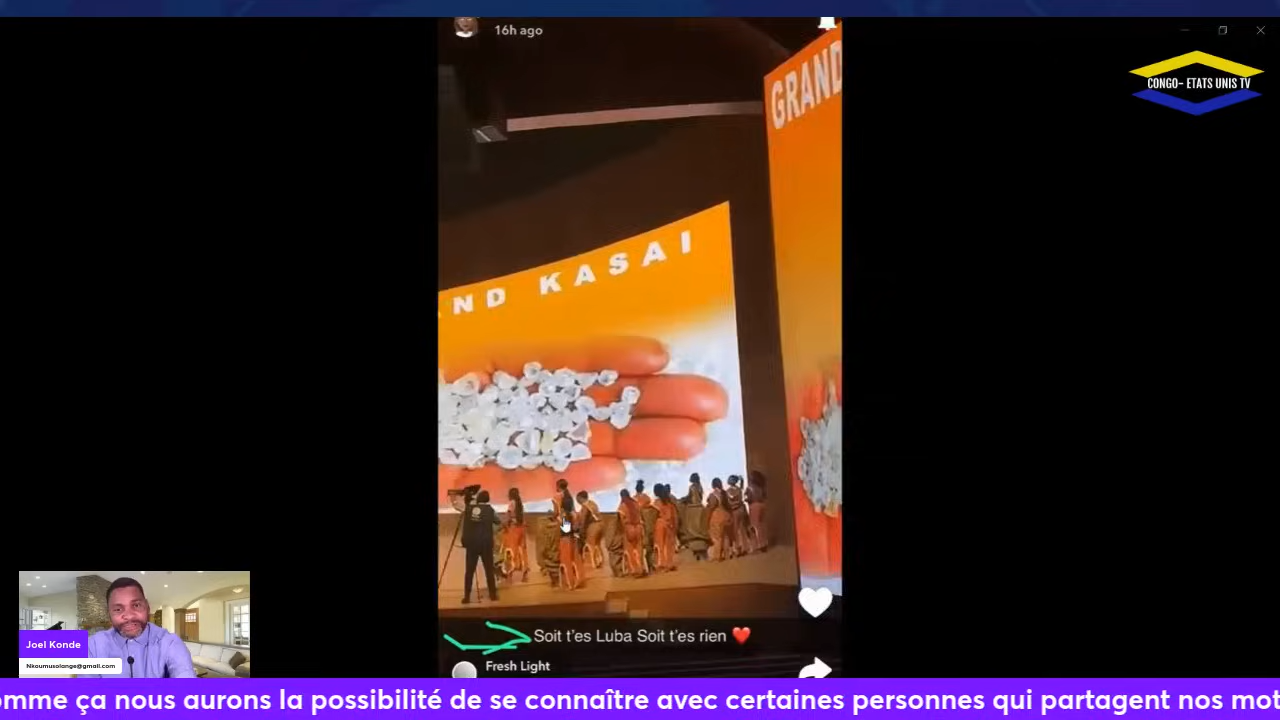 16h ago
CONGO- ETATS UNIS TV
GRAND
ND KASAI
Soit t'es Luba Soit t'es rien ❤️
Fresh Light
Joel Konde
Nkoumusolange@gmail.com
omme ça nous aurons la possibilité de se connaître avec certaines personnes qui partagent nos mot